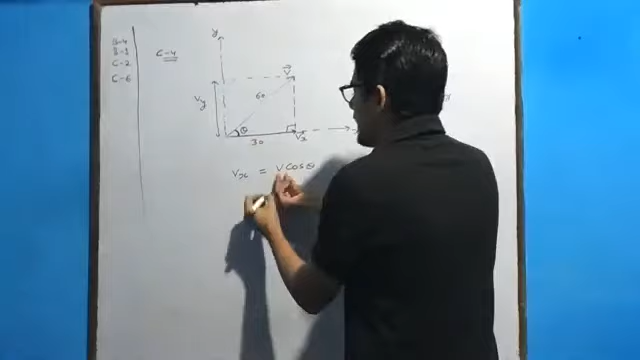 B-4
B-1
C-2
C-6
C-4
y
V
Vy
60
θ
30
Vx
Vx = V Cos θ